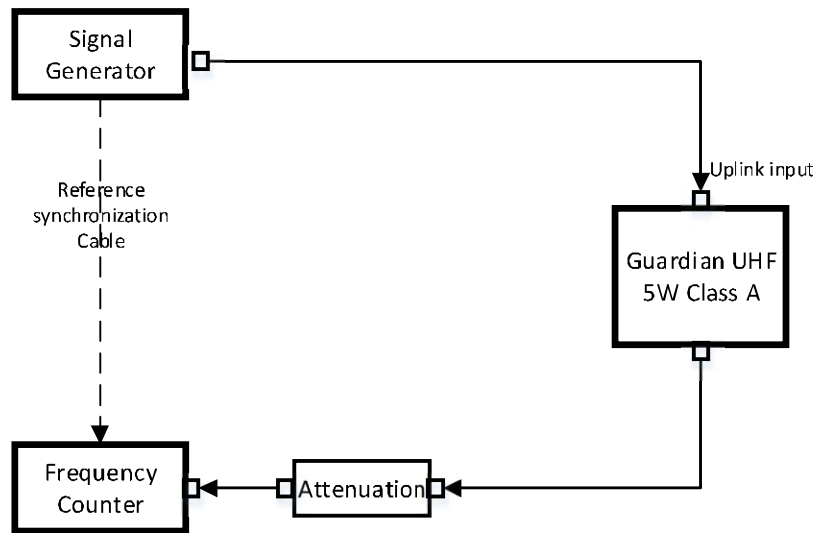 Signal
Generator
Uplink input
Reference
synchronization
Cable
Guardian UHF
5W Class A
Frequency
Counter
Attenuation